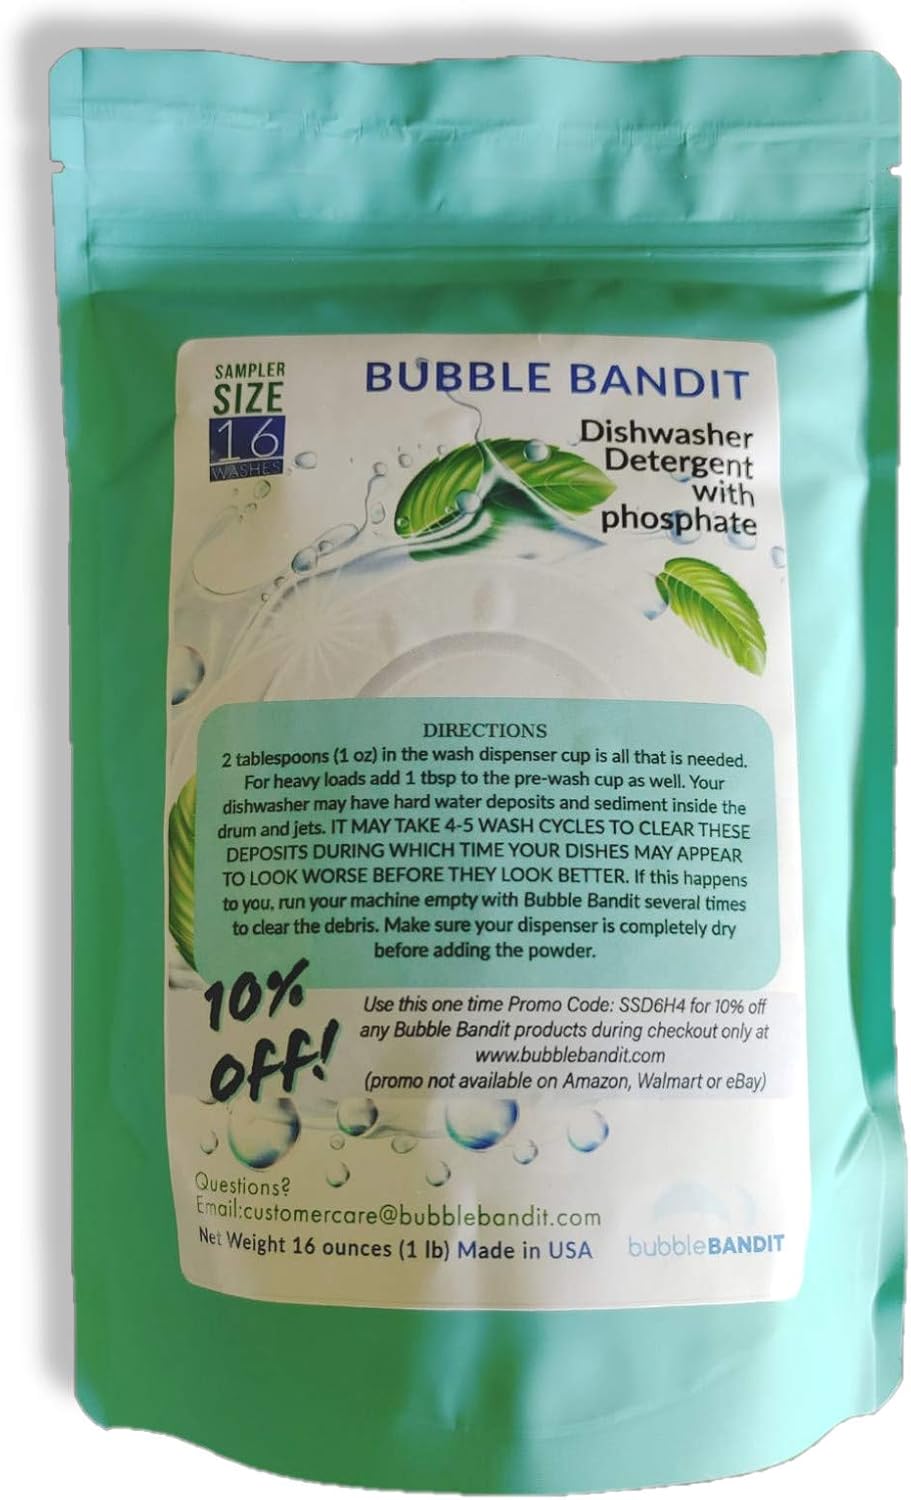 SAMPLER
SIZE
16
WASHES
BUBBLE BANDIT
Dishwasher
Detergent
with
phosphate
DIRECTIONS
2 tablespoons (1 oz) in the wash dispenser cup is all that is needed.
For heavy loads add 1 tbsp to the pre-wash cup as well. Your
dishwasher may have hard water deposits and sediment inside the
drum and jets. IT MAY TAKE 4-5 WASH CYCLES TO CLEAR THESE
DEPOSITS DURING WHICH TIME YOUR DISHES MAY APPEAR
TO LOOK WORSE BEFORE THEY LOOK BETTER. If this happens
to you, run your machine empty with Bubble Bandit several times
to clear the debris. Make sure your dispenser is completely dry
before adding the powder.
10%
off!
Use this one time Promo Code: SSD6H4 for 10% off
any Bubble Bandit products during checkout only at
www.bubblebandit.com
(promo not available on Amazon, Walmart or eBay)
Questions?
Email:customercare@bubblebandit.com
Net Weight 16 ounces (1 lb) Made in USA
bubbleBANDIT